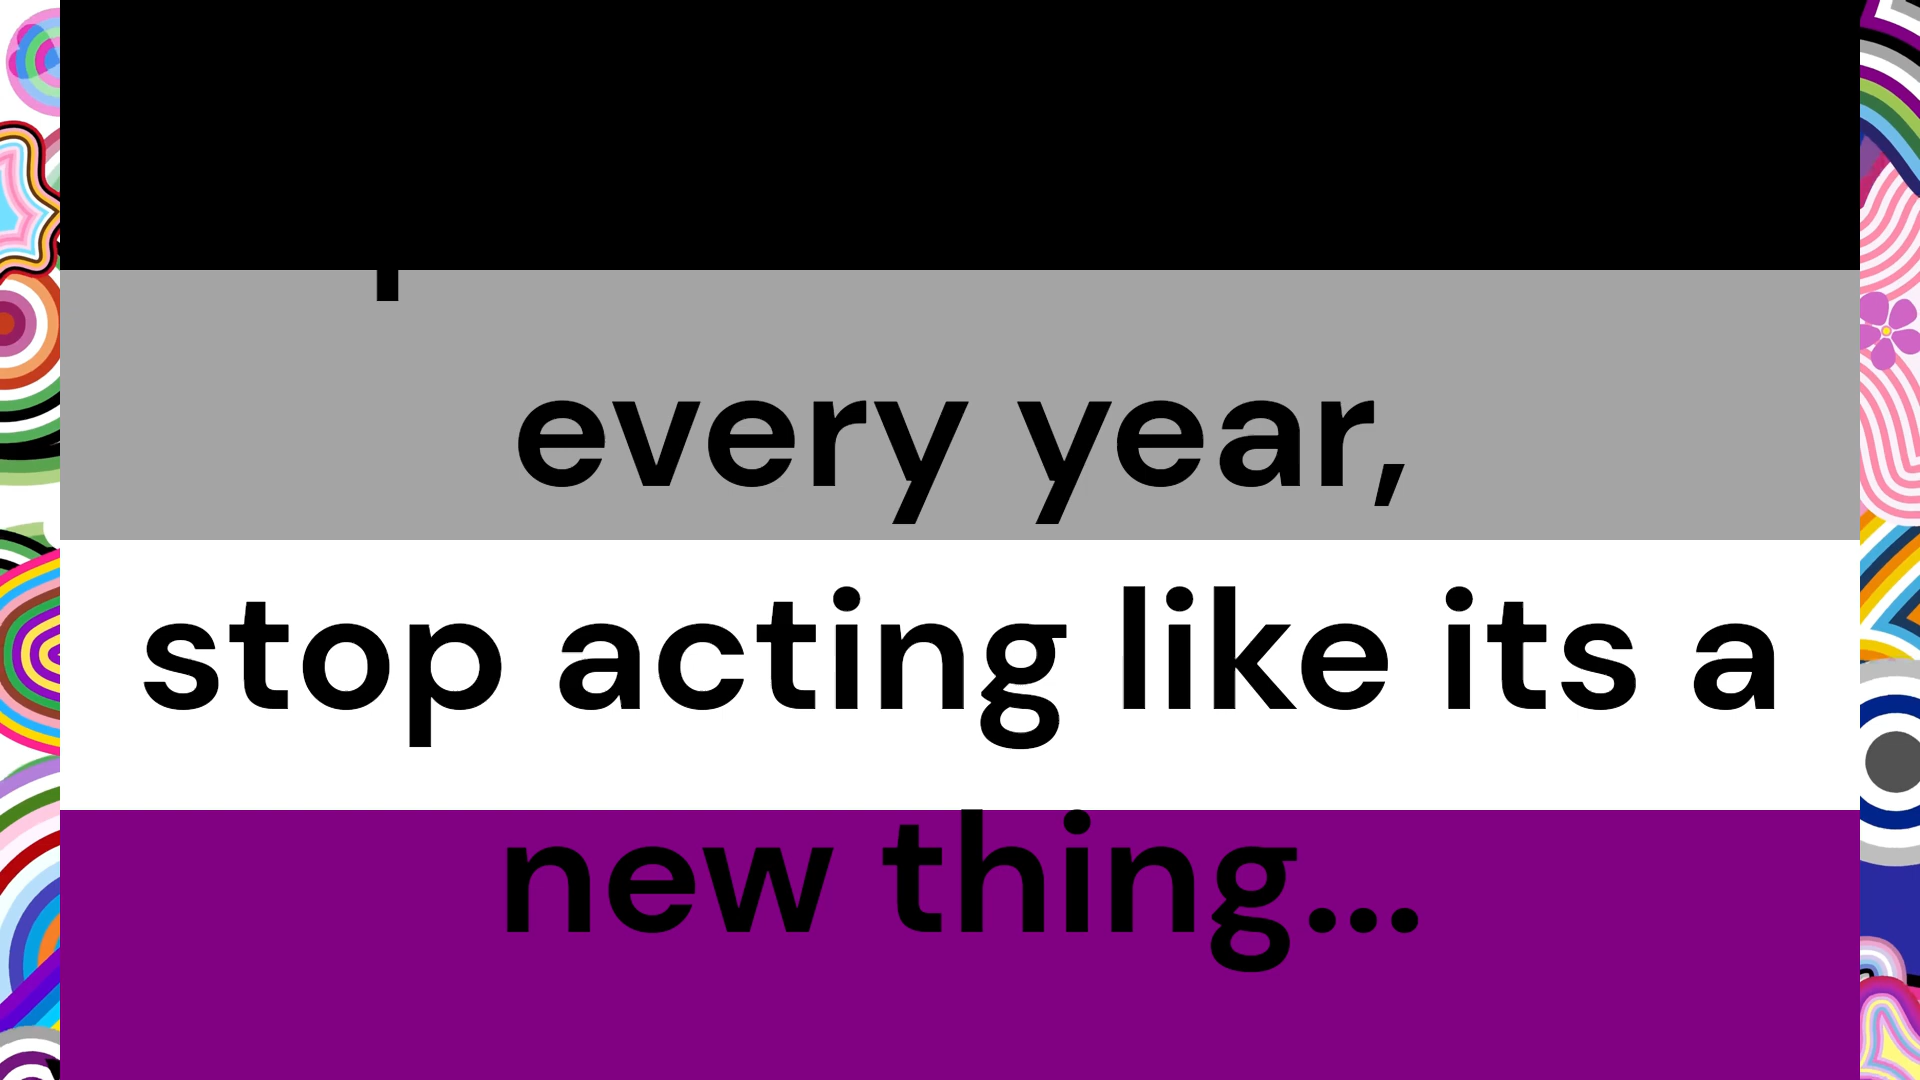 every year,
stop acting like its a
new thing...